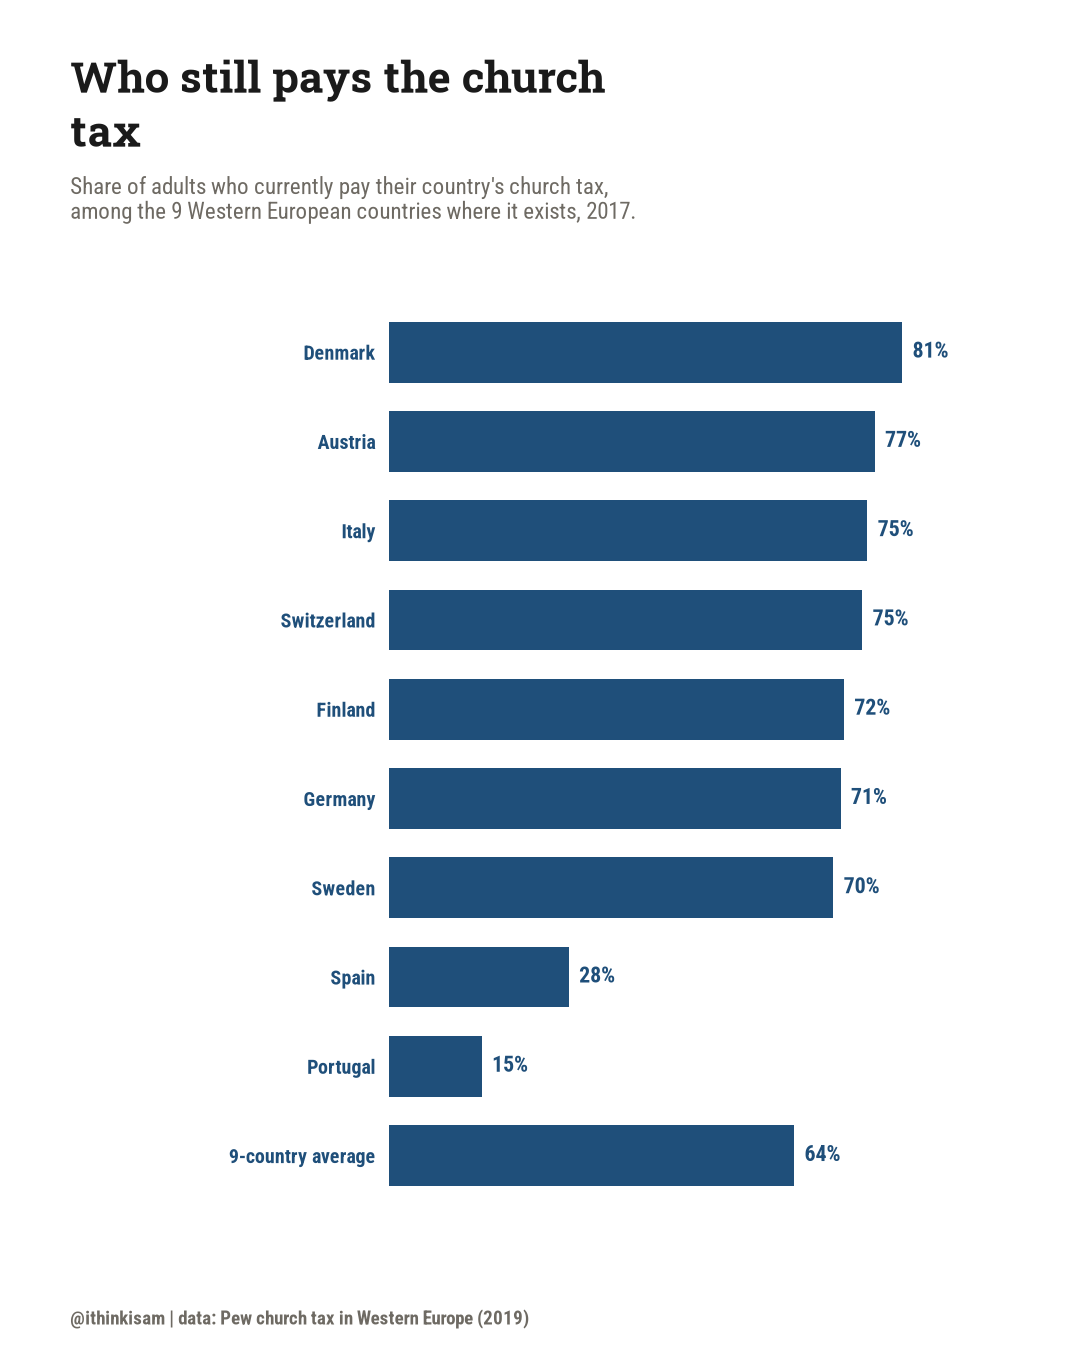 Who still pays the church
tax
Share of adults who currently pay their country's church tax,
among the 9 Western European countries where it exists, 2017.
Denmark 81%
Austria 77%
Italy 75%
Switzerland 75%
Finland 72%
Germany 71%
Sweden 70%
Spain 28%
Portugal 15%
9-country average 64%
@ithinkisam | data: Pew church tax in Western Europe (2019)